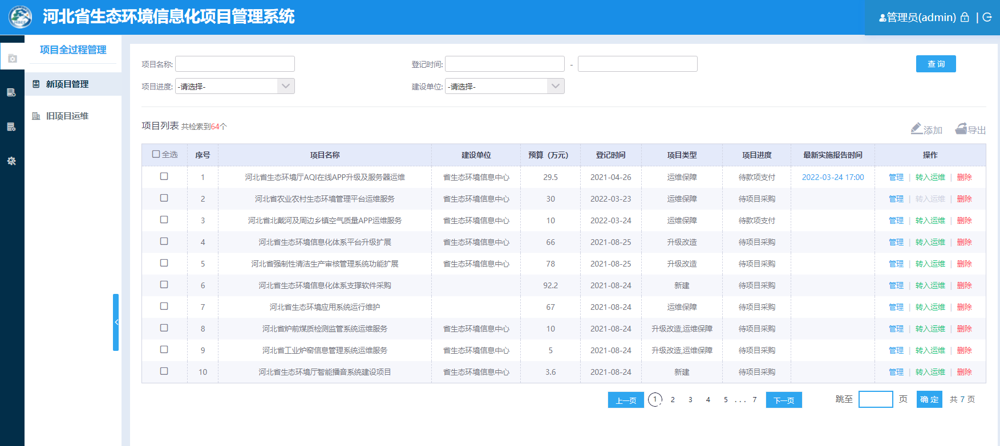 河北省生态环境信息化项目管理系统
管理员(admin)
项目全过程管理
新项目管理
旧项目运维
项目名称:
登记时间: -
查 询
项目进度: -请选择-
建设单位: -请选择-
项目列表 共检索到64个
添加 导出
全选 序号 项目名称 建设单位 预算（万元） 登记时间 项目类型 项目进度 最新实施报告时间 操作
1 河北省生态环境厅AQI在线APP升级及服务器运维 省生态环境信息中心 29.5 2021-04-26 运维保障 待款项支付 2022-03-24 17:00 管理 | 转入运维 | 删除
2 河北省农业农村生态环境管理平台运维服务 省生态环境信息中心 30 2022-03-23 运维保障 待项目采购 管理 | 转入运维 | 删除
3 河北省北戴河及周边乡镇空气质量APP运维服务 省生态环境信息中心 10 2022-03-24 运维保障 待款项支付 管理 | 转入运维 | 删除
4 河北省生态环境信息化体系平台升级扩展 省生态环境信息中心 66 2021-08-25 升级改造 待项目采购 管理 | 转入运维 | 删除
5 河北省强制性清洁生产审核管理系统功能扩展 省生态环境信息中心 78 2021-08-25 升级改造 待项目采购 管理 | 转入运维 | 删除
6 河北省生态环境信息化体系支撑软件采购 92.2 2021-08-24 新建 待项目采购 管理 | 转入运维 | 删除
7 河北省生态环境应用系统运行维护 67 2021-08-24 运维保障 待项目采购 管理 | 转入运维 | 删除
8 河北省炉前煤质检测监管系统运维服务 省生态环境信息中心 10 2021-08-24 升级改造,运维保障 待项目采购 管理 | 转入运维 | 删除
9 河北省工业炉窑信息管理系统运维服务 省生态环境信息中心 5 2021-08-24 升级改造,运维保障 待项目采购 管理 | 转入运维 | 删除
10 河北省生态环境厅智能播音系统建设项目 省生态环境信息中心 3.6 2021-08-24 新建 待项目采购 管理 | 转入运维 | 删除
上一页 1 2 3 4 5 ... 7 下一页 跳至 页 确 定 共 7 页